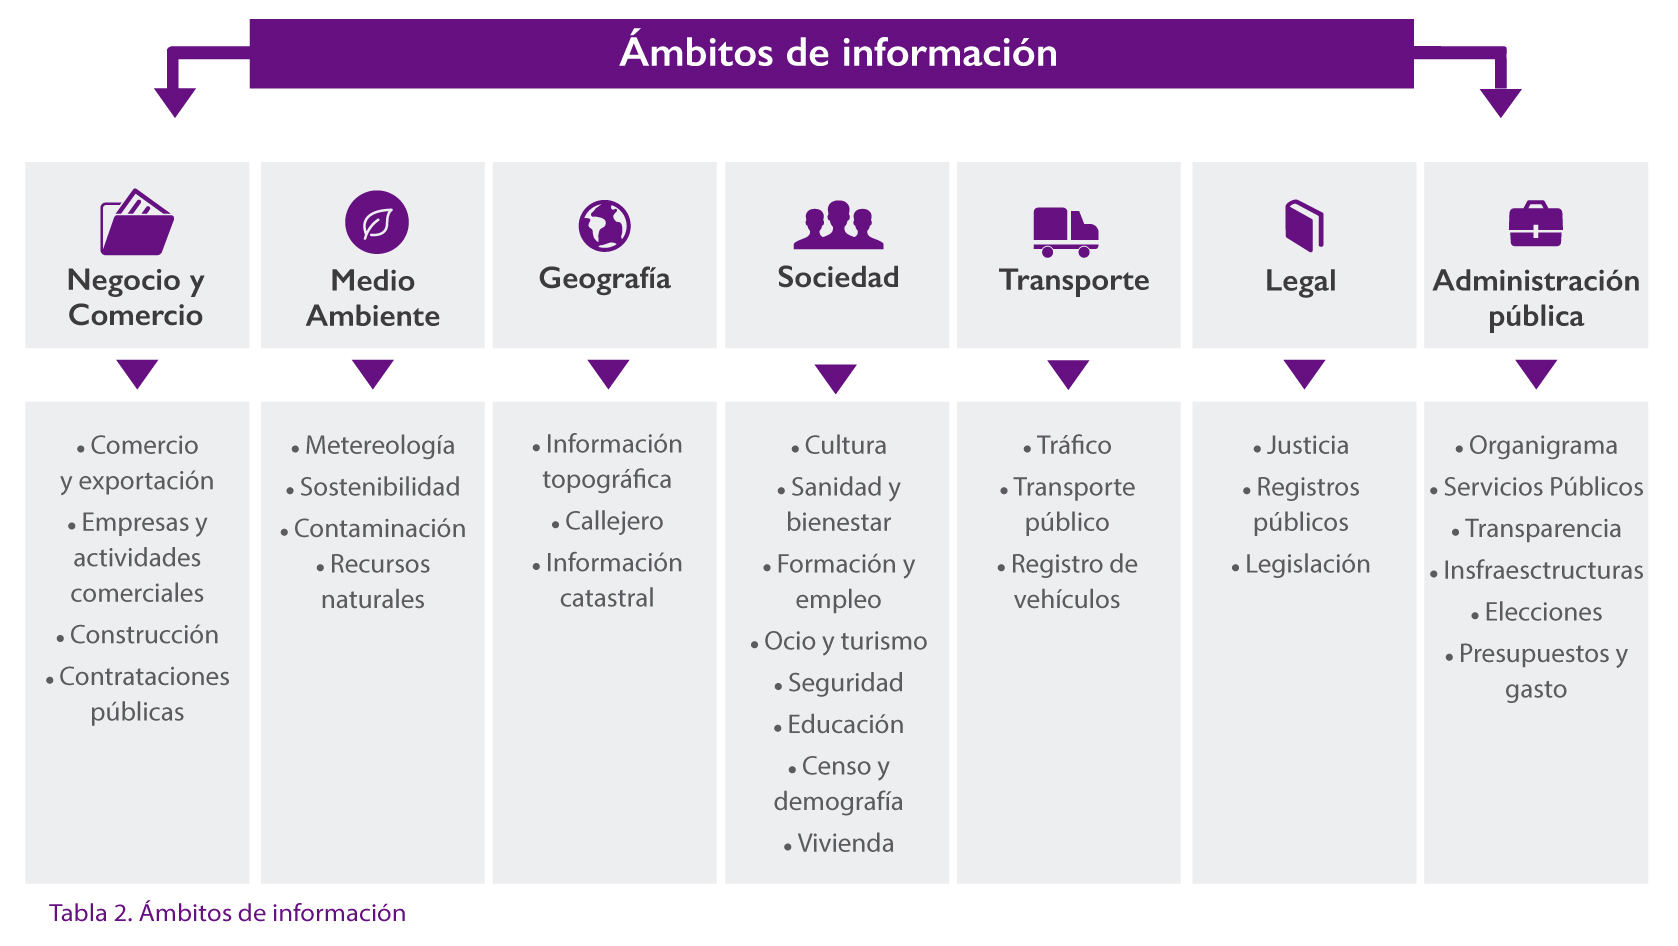 Ámbitos de información
Negocio y
Comercio
Medio
Ambiente
Geografía
Sociedad
Transporte
Legal
Administración
pública
• Comercio
y exportación
• Empresas y
actividades
comerciales
• Construcción
• Contrataciones
públicas
• Metereología
• Sostenibilidad
• Contaminación
• Recursos
naturales
• Información
topográfica
• Callejero
• Información
catastral
• Cultura
• Sanidad y
bienestar
• Formación y
empleo
• Ocio y turismo
• Seguridad
• Educación
• Censo y
demografía
• Vivienda
• Tráfico
• Transporte
público
• Registro de
vehículos
• Justicia
• Registros
públicos
• Legislación
• Organigrama
• Servicios Públicos
• Transparencia
• Insfraesctructuras
• Elecciones
• Presupuestos y
gasto
Tabla 2. Ámbitos de información